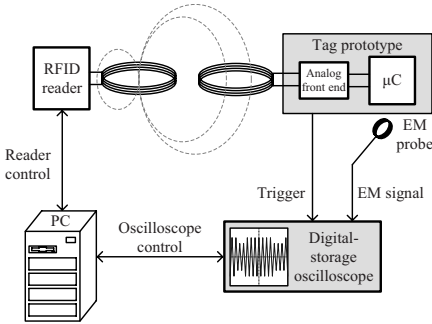 Tag prototype
RFID
reader
Analog
front end
μC
EM
probe
Reader
control
Trigger
EM signal
PC
Oscilloscope
control
Digital-
storage
oscilloscope